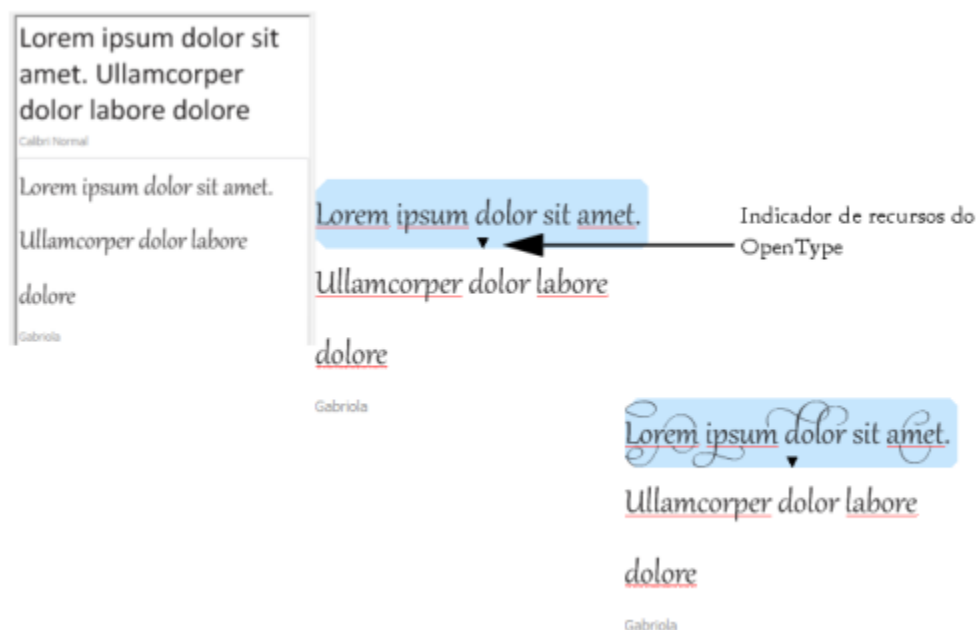 Lorem ipsum dolor sit
amet. Ullamcorper
dolor labore dolore
Calibri Normal
Lorem ipsum dolor sit amet.
Ullamcorper dolor labore
dolore
Gabriola
Lorem ipsum dolor sit amet.
Ullamcorper dolor labore
dolore
Gabriola
Indicador de recursos do
OpenType
Lorem ipsum dolor sit amet.
Ullamcorper dolor labore
dolore
Gabriola